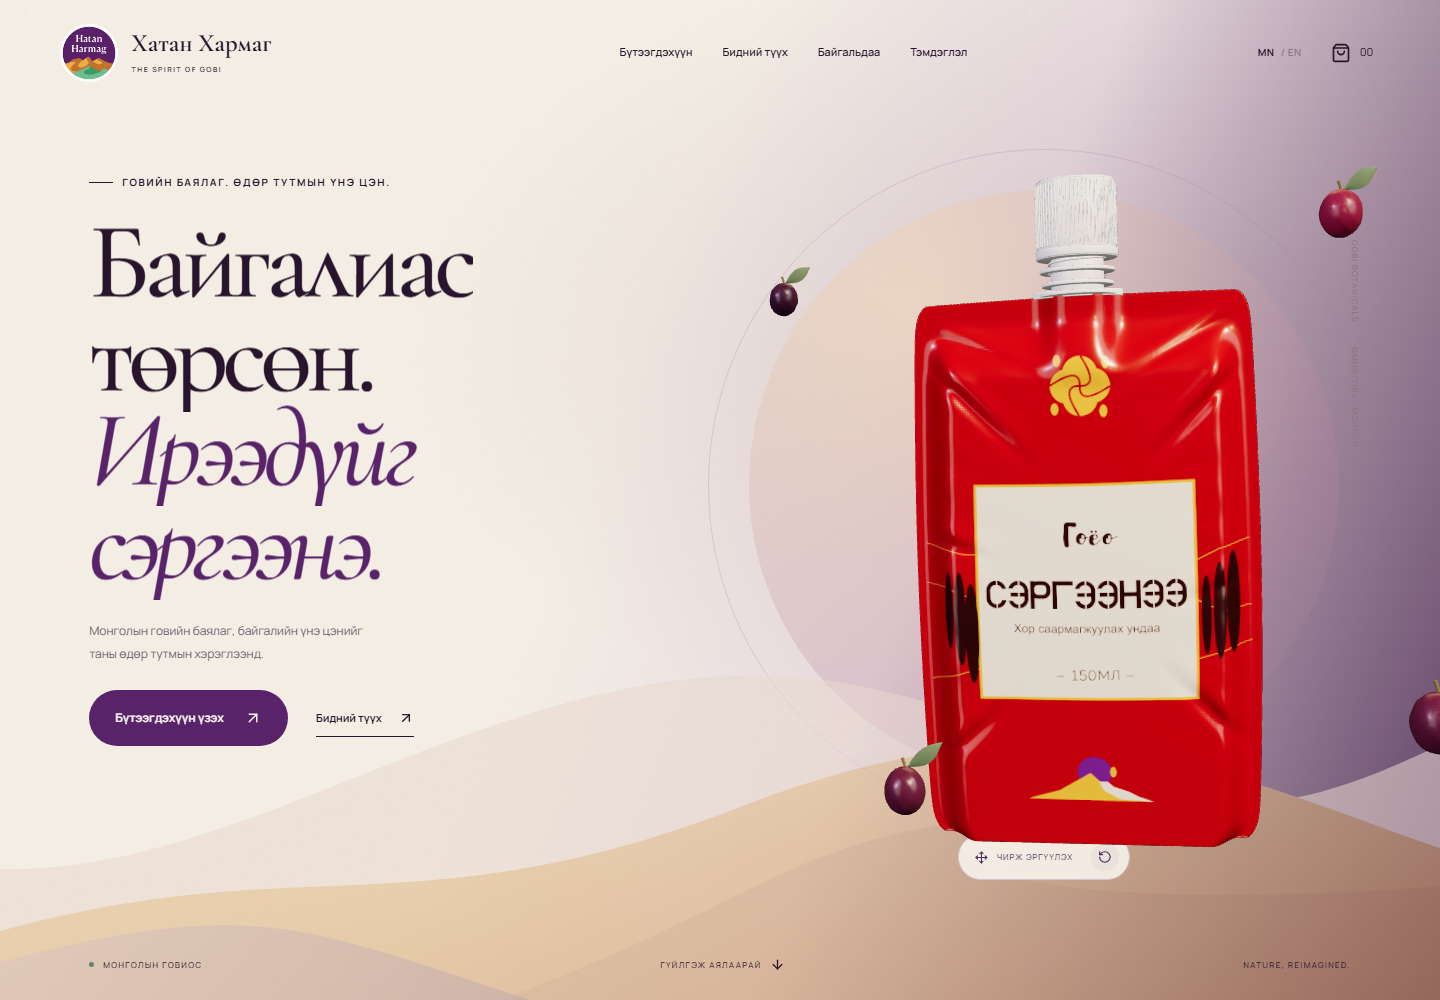 Hatan
Harmag
Хатан Хармаг
THE SPIRIT OF GOBI
Бүтээгдэхүүн
Бидний түүх
Байгальдаа
Тэмдэглэл
MN / EN
00
ГОВИЙН БАЯЛАГ. ӨДӨР ТУТМЫН ҮНЭ ЦЭН.
Байгалиас
төрсөн.
Ирээдүйг
сэргээнэ.
Монголын говийн баялаг, байгалийн үнэ цэнийг
таны өдөр тутмын хэрэглээнд.
Бүтээгдэхүүн үзэх
Бидний түүх
GOBI BOTANICALS
Гоёо
СЭРГЭЭНЭЭ
Хор саармагжуулах ундаа
– 150МЛ –
ЧИРЖ ЭРГҮҮЛЭХ
МОНГОЛЫН ГОВИОС
ГҮЙЛГЭЖ АЯЛААРАЙ
NATURE, REIMAGINED.